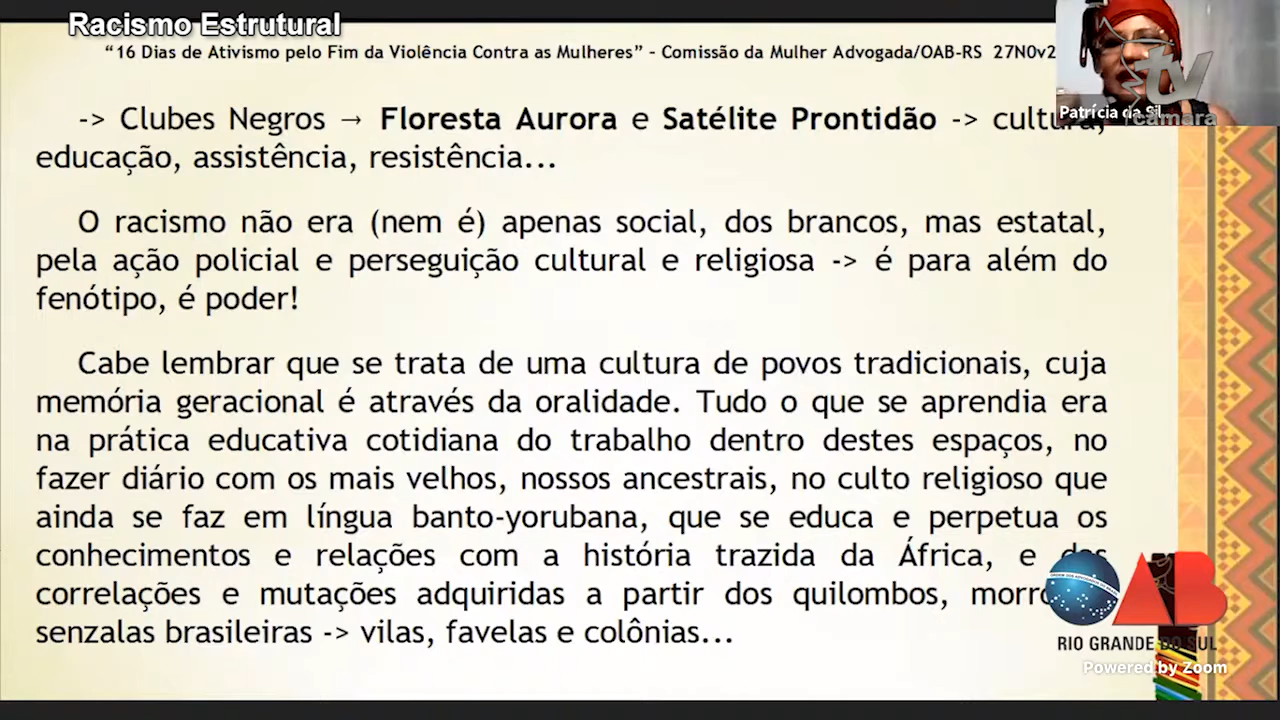 Racismo Estrutural
“16 Dias de Ativismo pelo Fim da Violência Contra as Mulheres” – Comissão da Mulher Advogada/OAB-RS 27N0v2
-> Clubes Negros → Floresta Aurora e Satélite Prontidão -> cultura,
educação, assistência, resistência...
O racismo não era (nem é) apenas social, dos brancos, mas estatal,
pela ação policial e perseguição cultural e religiosa -> é para além do
fenótipo, é poder!
Cabe lembrar que se trata de uma cultura de povos tradicionais, cuja
memória geracional é através da oralidade. Tudo o que se aprendia era
na prática educativa cotidiana do trabalho dentro destes espaços, no
fazer diário com os mais velhos, nossos ancestrais, no culto religioso que
ainda se faz em língua banto-yorubana, que se educa e perpetua os
conhecimentos e relações com a história trazida da África, e das
correlações e mutações adquiridas a partir dos quilombos,
senzalas brasileiras -> vilas, favelas e colônias...
Patrícia da Sil
tv
câmara
OAB
RIO GRANDE DO SUL
Powered by Zoom